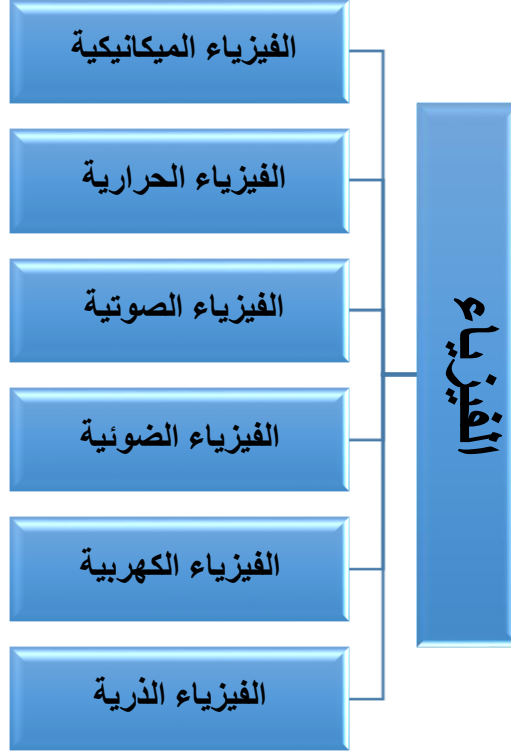 الفيزياء
الفيزياء الميكانيكية
الفيزياء الحرارية
الفيزياء الصوتية
الفيزياء الضوئية
الفيزياء الكهربية
الفيزياء الذرية